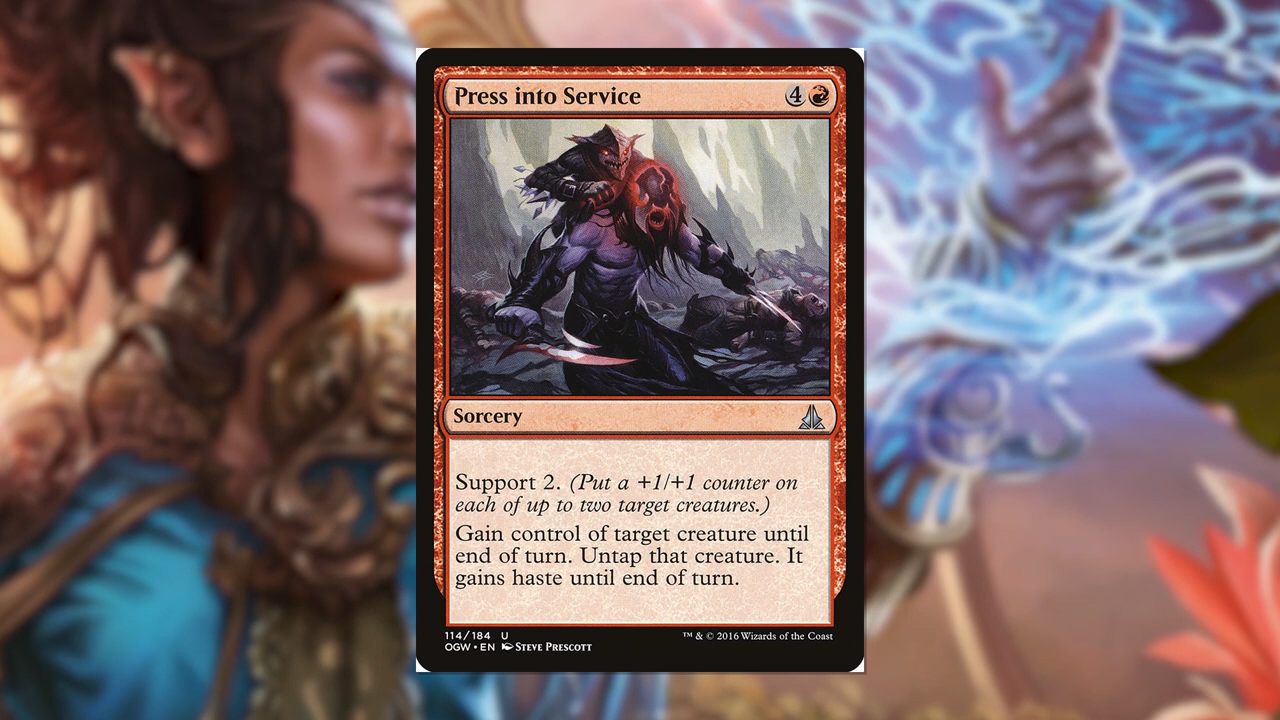 Press into Service 4
Sorcery
Support 2. (Put a +1/+1 counter on
each of up to two target creatures.)
Gain control of target creature until
end of turn. Untap that creature. It
gains haste until end of turn.
114/184 U
™ & © 2016 Wizards of the Coast
OGW • EN STEVE PRESCOTT